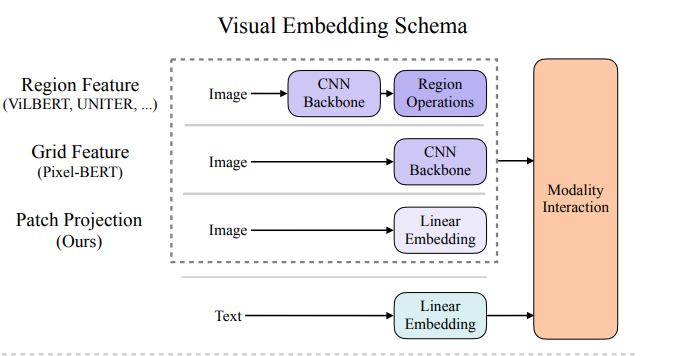 Visual Embedding Schema
Region Feature
(ViLBERT, UNITER, ...)
Image
CNN
Backbone
Region
Operations
Grid Feature
(Pixel-BERT)
Image
CNN
Backbone
Patch Projection
(Ours)
Image
Linear
Embedding
Text
Linear
Embedding
Modality
Interaction